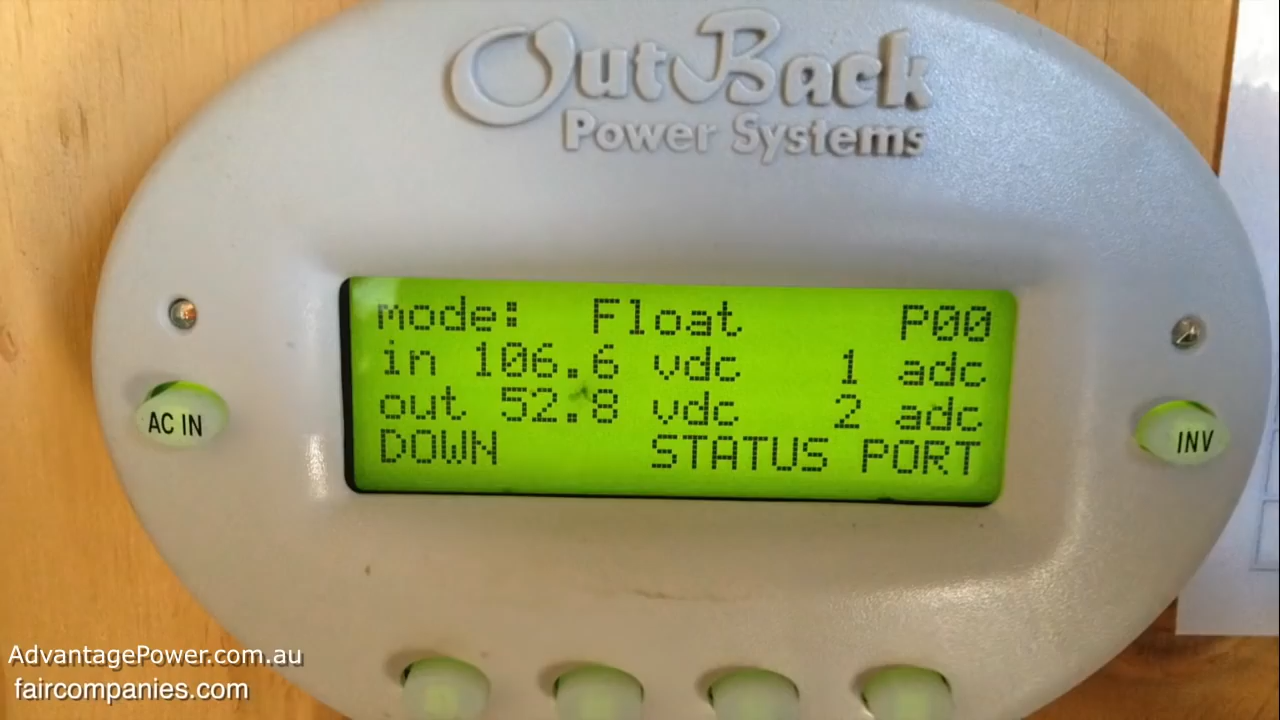 OutBack
Power Systems
mode: Float P00
in 106.6 vdc 1 adc
out 52.8 vdc 2 adc
DOWN STATUS PORT
AC IN
INV
AdvantagePower.com.au
faircompanies.com